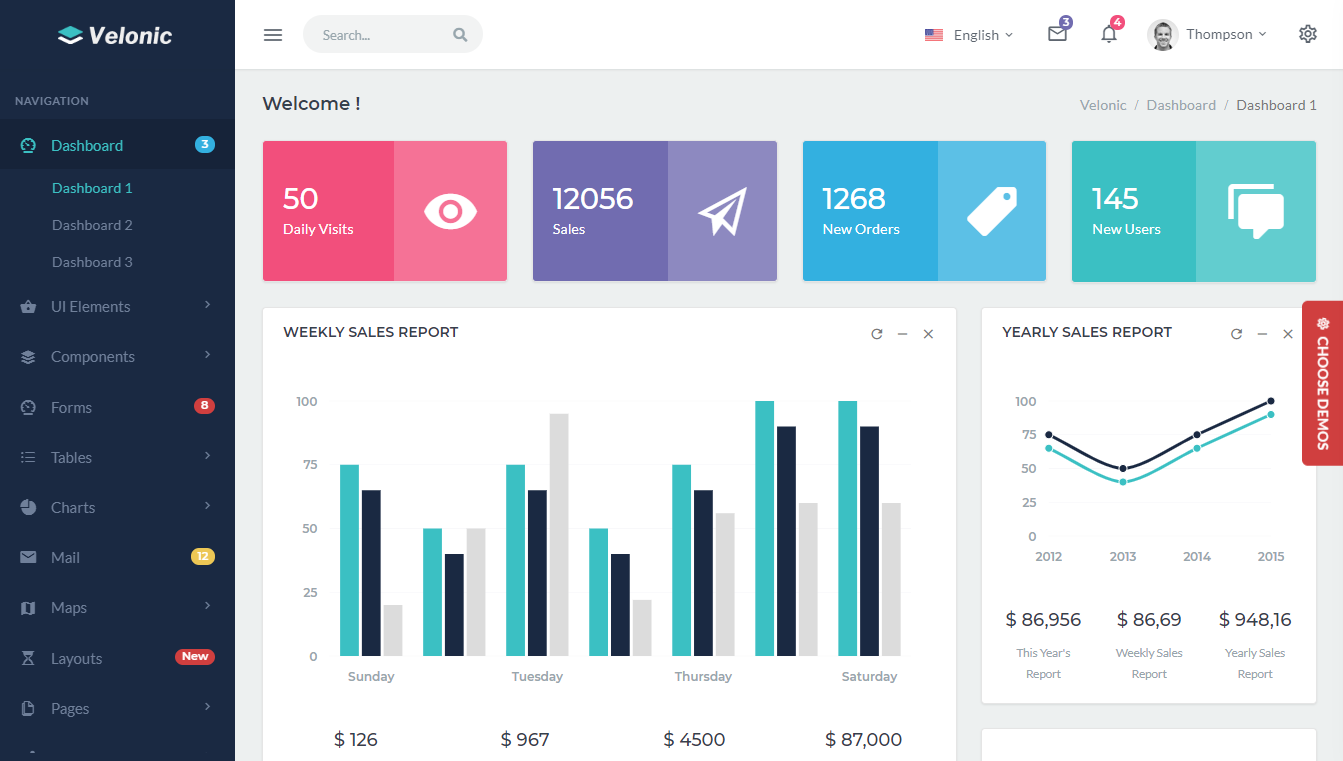 Velonic
Search...
English
3
4
Thompson
NAVIGATION
Dashboard 3
Dashboard 1
Dashboard 2
Dashboard 3
UI Elements
Components
Forms 8
Tables
Charts
Mail 12
Maps
Layouts New
Pages
Welcome !
Velonic / Dashboard / Dashboard 1
50
Daily Visits
12056
Sales
1268
New Orders
145
New Users
WEEKLY SALES REPORT
100
75
50
25
0
Sunday Tuesday Thursday Saturday
$ 126 $ 967 $ 4500 $ 87,000
YEARLY SALES REPORT
100
75
50
25
0
2012 2013 2014 2015
$ 86,956 $ 86,69 $ 948,16
This Year's Weekly Sales Yearly Sales
Report Report Report
CHOOSE DEMOS